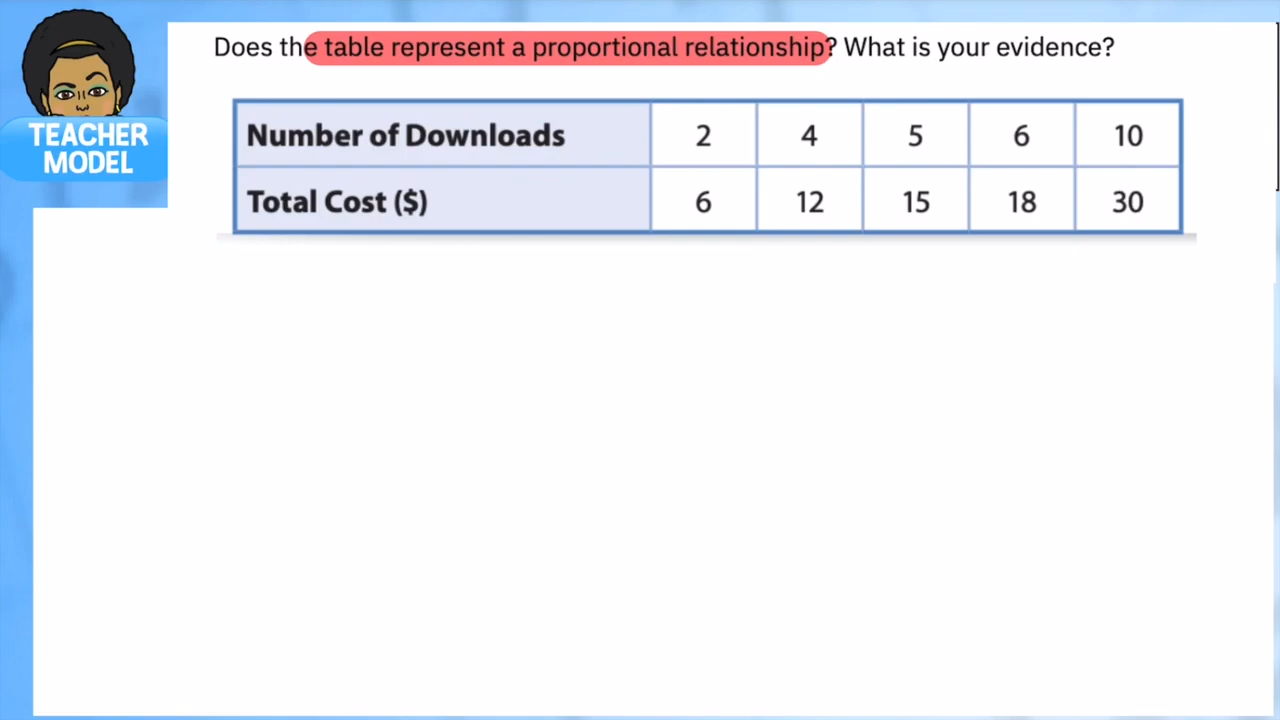 Does the table represent a proportional relationship? What is your evidence?
TEACHER
MODEL
Number of Downloads 2 4 5 6 10
Total Cost ($) 6 12 15 18 30